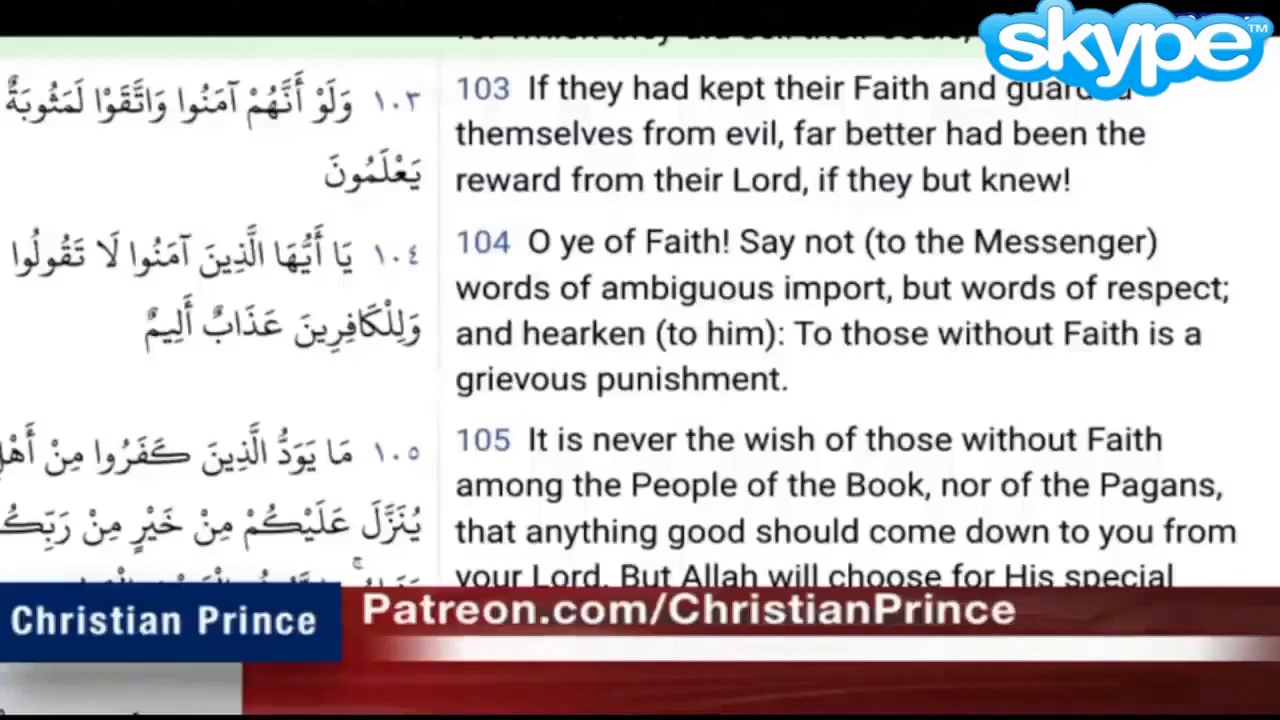 skype™
103 If they had kept their Faith and guarded
themselves from evil, far better had been the
reward from their Lord, if they but knew!
104 O ye of Faith! Say not (to the Messenger)
words of ambiguous import, but words of respect;
and hearken (to him): To those without Faith is a
grievous punishment.
105 It is never the wish of those without Faith
among the People of the Book, nor of the Pagans,
that anything good should come down to you from
your Lord. But Allah will choose for His special
١٠٣ وَلَوْ أَنَّهُمْ آمَنُوا وَاتَّقَوْا لَمَثُوبَةٌ
يَعْلَمُونَ
١٠٤ يَا أَيُّهَا الَّذِينَ آمَنُوا لَا تَقُولُوا
وَلِلْكَافِرِينَ عَذَابٌ أَلِيمٌ
١٠٥ مَا يَوَدُّ الَّذِينَ كَفَرُوا مِنْ أَهْلِ
يُنَزَّلَ عَلَيْكُمْ مِنْ خَيْرٍ مِنْ رَبِّكُ
Christian Prince
Patreon.com/ChristianPrince